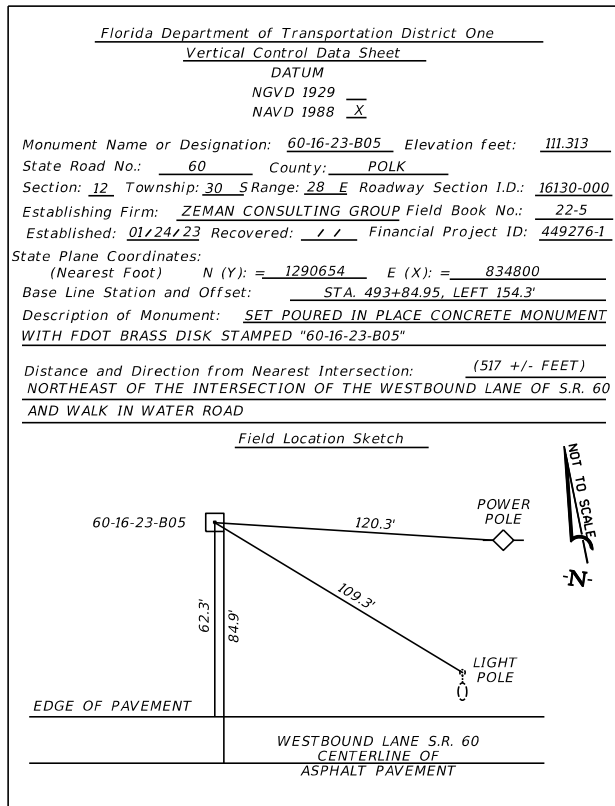 Florida Department of Transportation District One
Vertical Control Data Sheet
DATUM
NGVD 1929
NAVD 1988 X
Monument Name or Designation: 60-16-23-B05 Elevation feet: 111.313
State Road No.: 60 County: POLK
Section: 12 Township: 30 S Range: 28 E Roadway Section I.D.: 16130-000
Establishing Firm: ZEMAN CONSULTING GROUP Field Book No.: 22-5
Established: 01/24/23 Recovered: / / Financial Project ID: 449276-1
State Plane Coordinates:
(Nearest Foot) N (Y): = 1290654 E (X): = 834800
Base Line Station and Offset: STA. 493+84.95, LEFT 154.3'
Description of Monument: SET POURED IN PLACE CONCRETE MONUMENT
WITH FDOT BRASS DISK STAMPED "60-16-23-B05"
Distance and Direction from Nearest Intersection: (517 +/- FEET)
NORTHEAST OF THE INTERSECTION OF THE WESTBOUND LANE OF S.R. 60
AND WALK IN WATER ROAD
Field Location Sketch
NOT TO SCALE
-N-
60-16-23-B05
120.3'
POWER
POLE
109.3'
62.3'
84.9'
LIGHT
POLE
EDGE OF PAVEMENT
WESTBOUND LANE S.R. 60
CENTERLINE OF
ASPHALT PAVEMENT